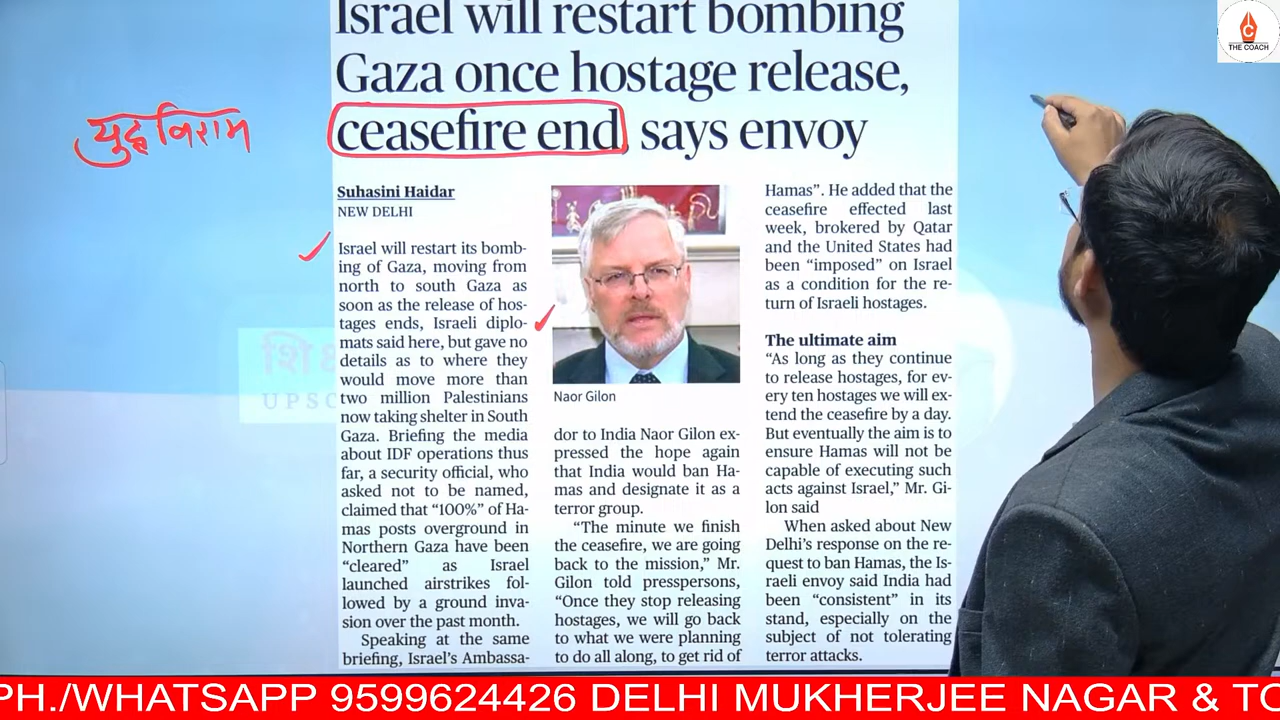 Israel will restart bombing
Gaza once hostage release,
ceasefire end, says envoy
युद्ध विराम
Suhasini Haidar
NEW DELHI
Israel will restart its bomb-
ing of Gaza, moving from
north to south Gaza as
soon as the release of hos-
tages ends, Israeli diplo-
mats said here, but gave no
details as to where they
would move more than
two million Palestinians
now taking shelter in South
Gaza. Briefing the media
about IDF operations thus
far, a security official, who
asked not to be named,
claimed that “100%” of Ha-
mas posts overground in
Northern Gaza have been
“cleared” as Israel
launched airstrikes fol-
lowed by a ground inva-
sion over the past month.
Speaking at the same
briefing, Israel’s Ambassa-
Naor Gilon
dor to India Naor Gilon ex-
pressed the hope again
that India would ban Ha-
mas and designate it as a
terror group.
“The minute we finish
the ceasefire, we are going
back to the mission,” Mr.
Gilon told presspersons,
“Once they stop releasing
hostages, we will go back
to what we were planning
to do all along, to get rid of
Hamas”. He added that the
ceasefire effected last
week, brokered by Qatar
and the United States had
been “imposed” on Israel
as a condition for the re-
turn of Israeli hostages.
The ultimate aim
“As long as they continue
to release hostages, for ev-
ery ten hostages we will ex-
tend the ceasefire by a day.
But eventually the aim is to
ensure Hamas will not be
capable of executing such
acts against Israel,” Mr. Gi-
lon said
When asked about New
Delhi’s response on the re-
quest to ban Hamas, the Is-
raeli envoy said India had
been “consistent” in its
stand, especially on the
subject of not tolerating
terror attacks.
THE COACH
UPSC
PH./WHATSAPP 9599624426 DELHI MUKHERJEE NAGAR & TO